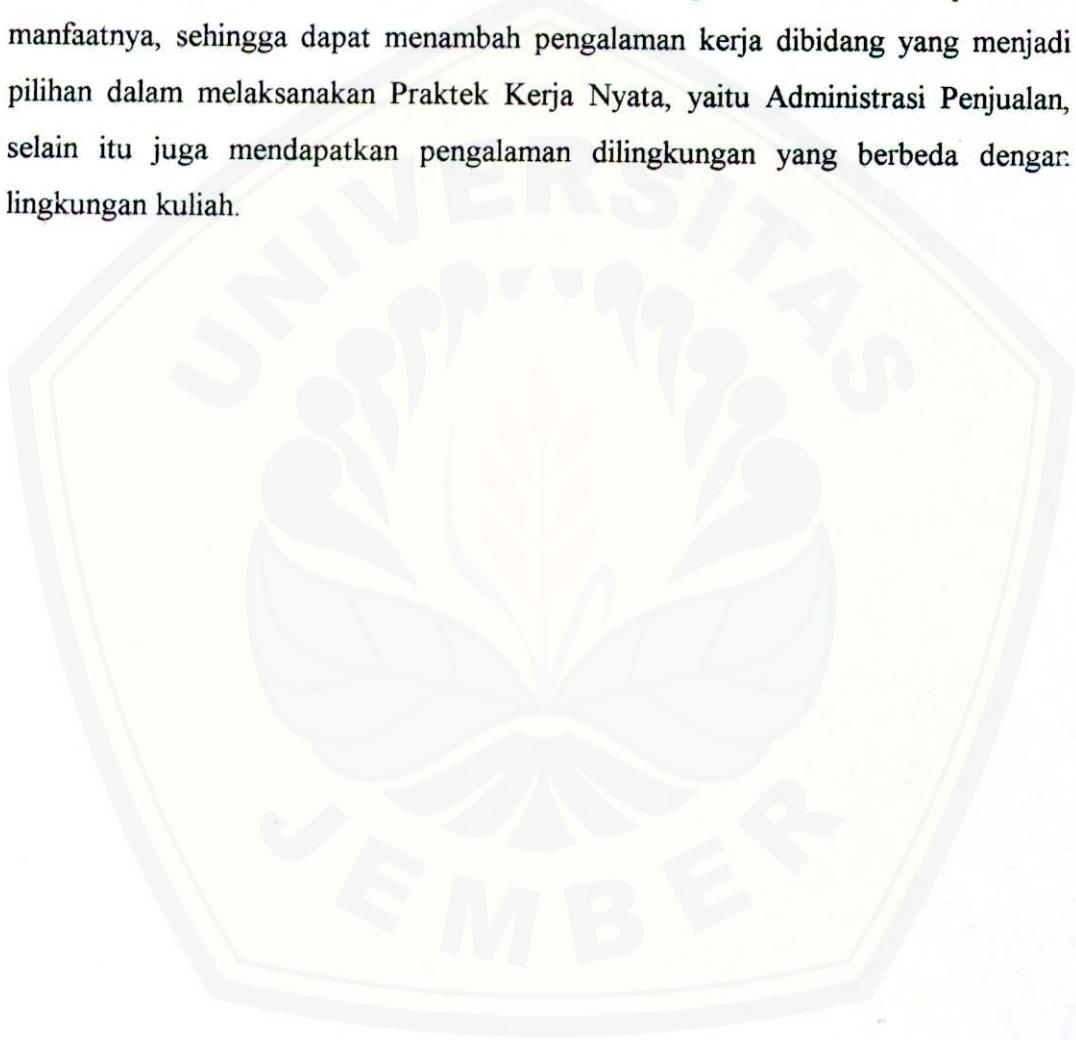 manfaatnya, sehingga dapat menambah pengalaman kerja dibidang yang menjadi
pilihan dalam melaksanakan Praktek Kerja Nyata, yaitu Administrasi Penjualan,
selain itu juga mendapatkan pengalaman dilingkungan yang berbeda dengan
lingkungan kuliah.
UNIVERSITAS
JEMBER